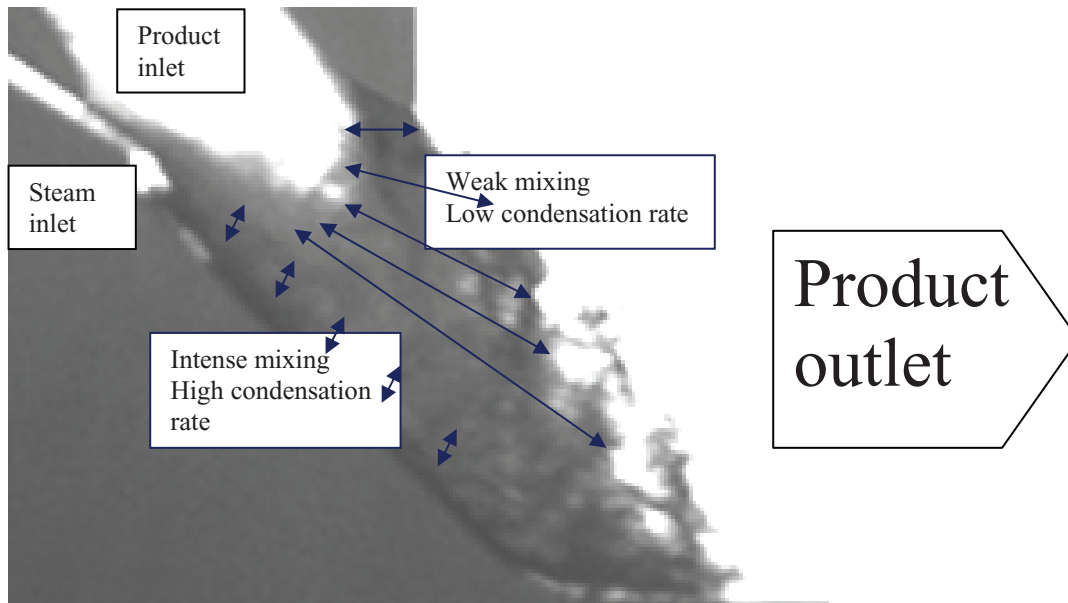 Product
inlet
Steam
inlet
Weak mixing
Low condensation rate
Product
outlet
Intense mixing
High condensation
rate